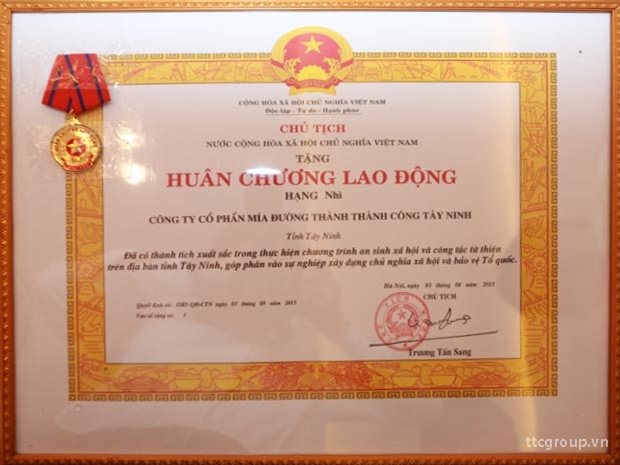 CỘNG HÒA XÃ HỘI CHỦ NGHĨA VIỆT NAM
Độc lập - Tự do - Hạnh phúc
CHỦ TỊCH
NƯỚC CỘNG HÒA XÃ HỘI CHỦ NGHĨA VIỆT NAM
TẶNG
HUÂN CHƯƠNG LAO ĐỘNG
HẠNG Nhì
CÔNG TY CỔ PHẦN MÍA ĐƯỜNG THÀNH THÀNH CÔNG TÂY NINH
Tỉnh Tây Ninh
Đã có thành tích xuất sắc trong thực hiện chương trình an sinh xã hội và công tác từ thiện
trên địa bàn tỉnh Tây Ninh, góp phần vào sự nghiệp xây dựng chủ nghĩa xã hội và bảo vệ Tổ quốc.
Hà Nội, ngày 03 tháng 08 năm 2015
Quyết định số: QĐ-CTN ngày 03 tháng 08 năm 2015
CHỦ TỊCH
Vào sổ vàng số: 1
Trương Tấn Sang
ttcgroup.vn